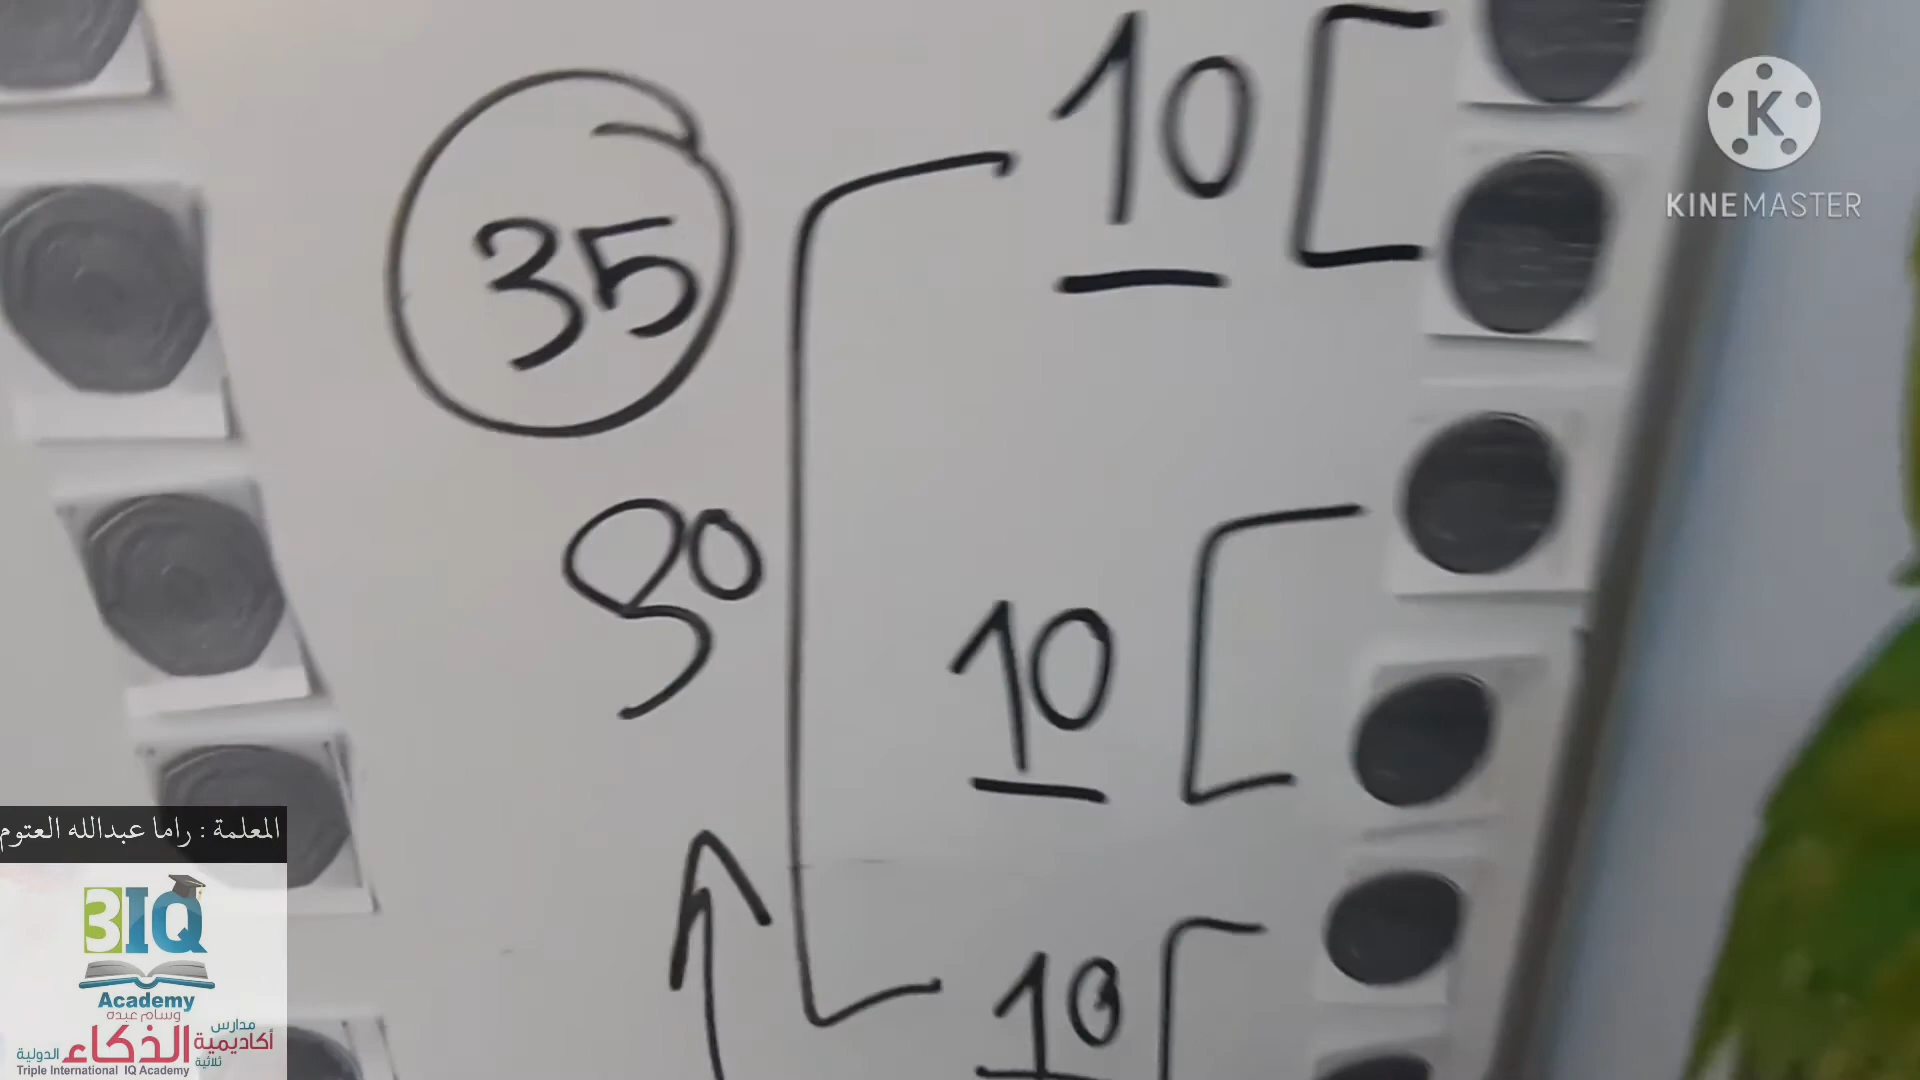 10
35
30
10
10
K
KINEMASTER
المعلمة : راما عبدالله العتوم
3IQ
Academy
وسام عبده
مدارس
أكاديمية الذكاء الدولية
ثلاثية
Triple International IQ Academy